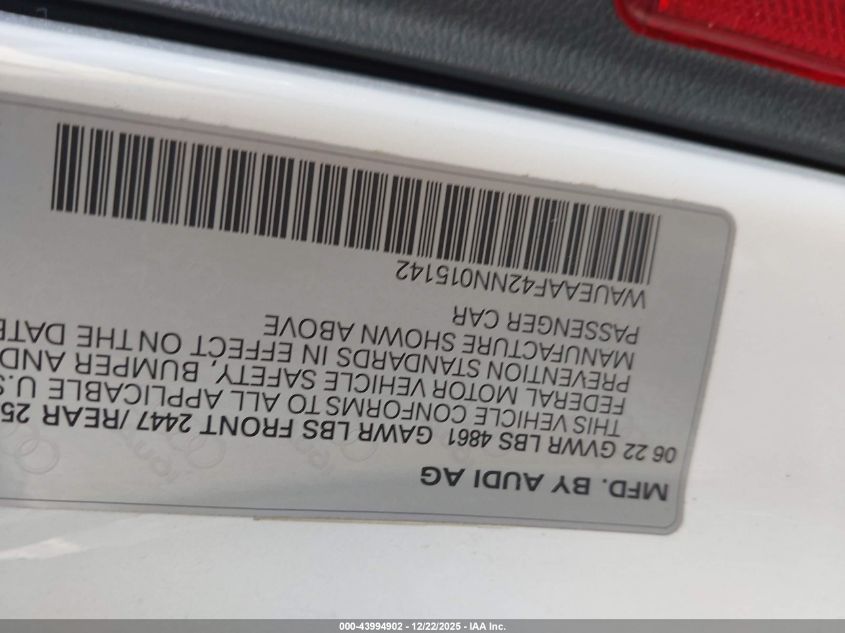 MFD. BY AUDI AG
06 22 GVWR LBS 4861 GAWR LBS FRONT 2447 /REAR 25
THIS VEHICLE CONFORMS TO ALL APPLICABLE U.S
FEDERAL MOTOR VEHICLE SAFETY, BUMPER AND
PREVENTION STANDARDS IN EFFECT ON THE DATE
MANUFACTURE SHOWN ABOVE
PASSENGER CAR
WAUEAAF42NN015142
000-43994902 - 12/22/2025 - IAA Inc.